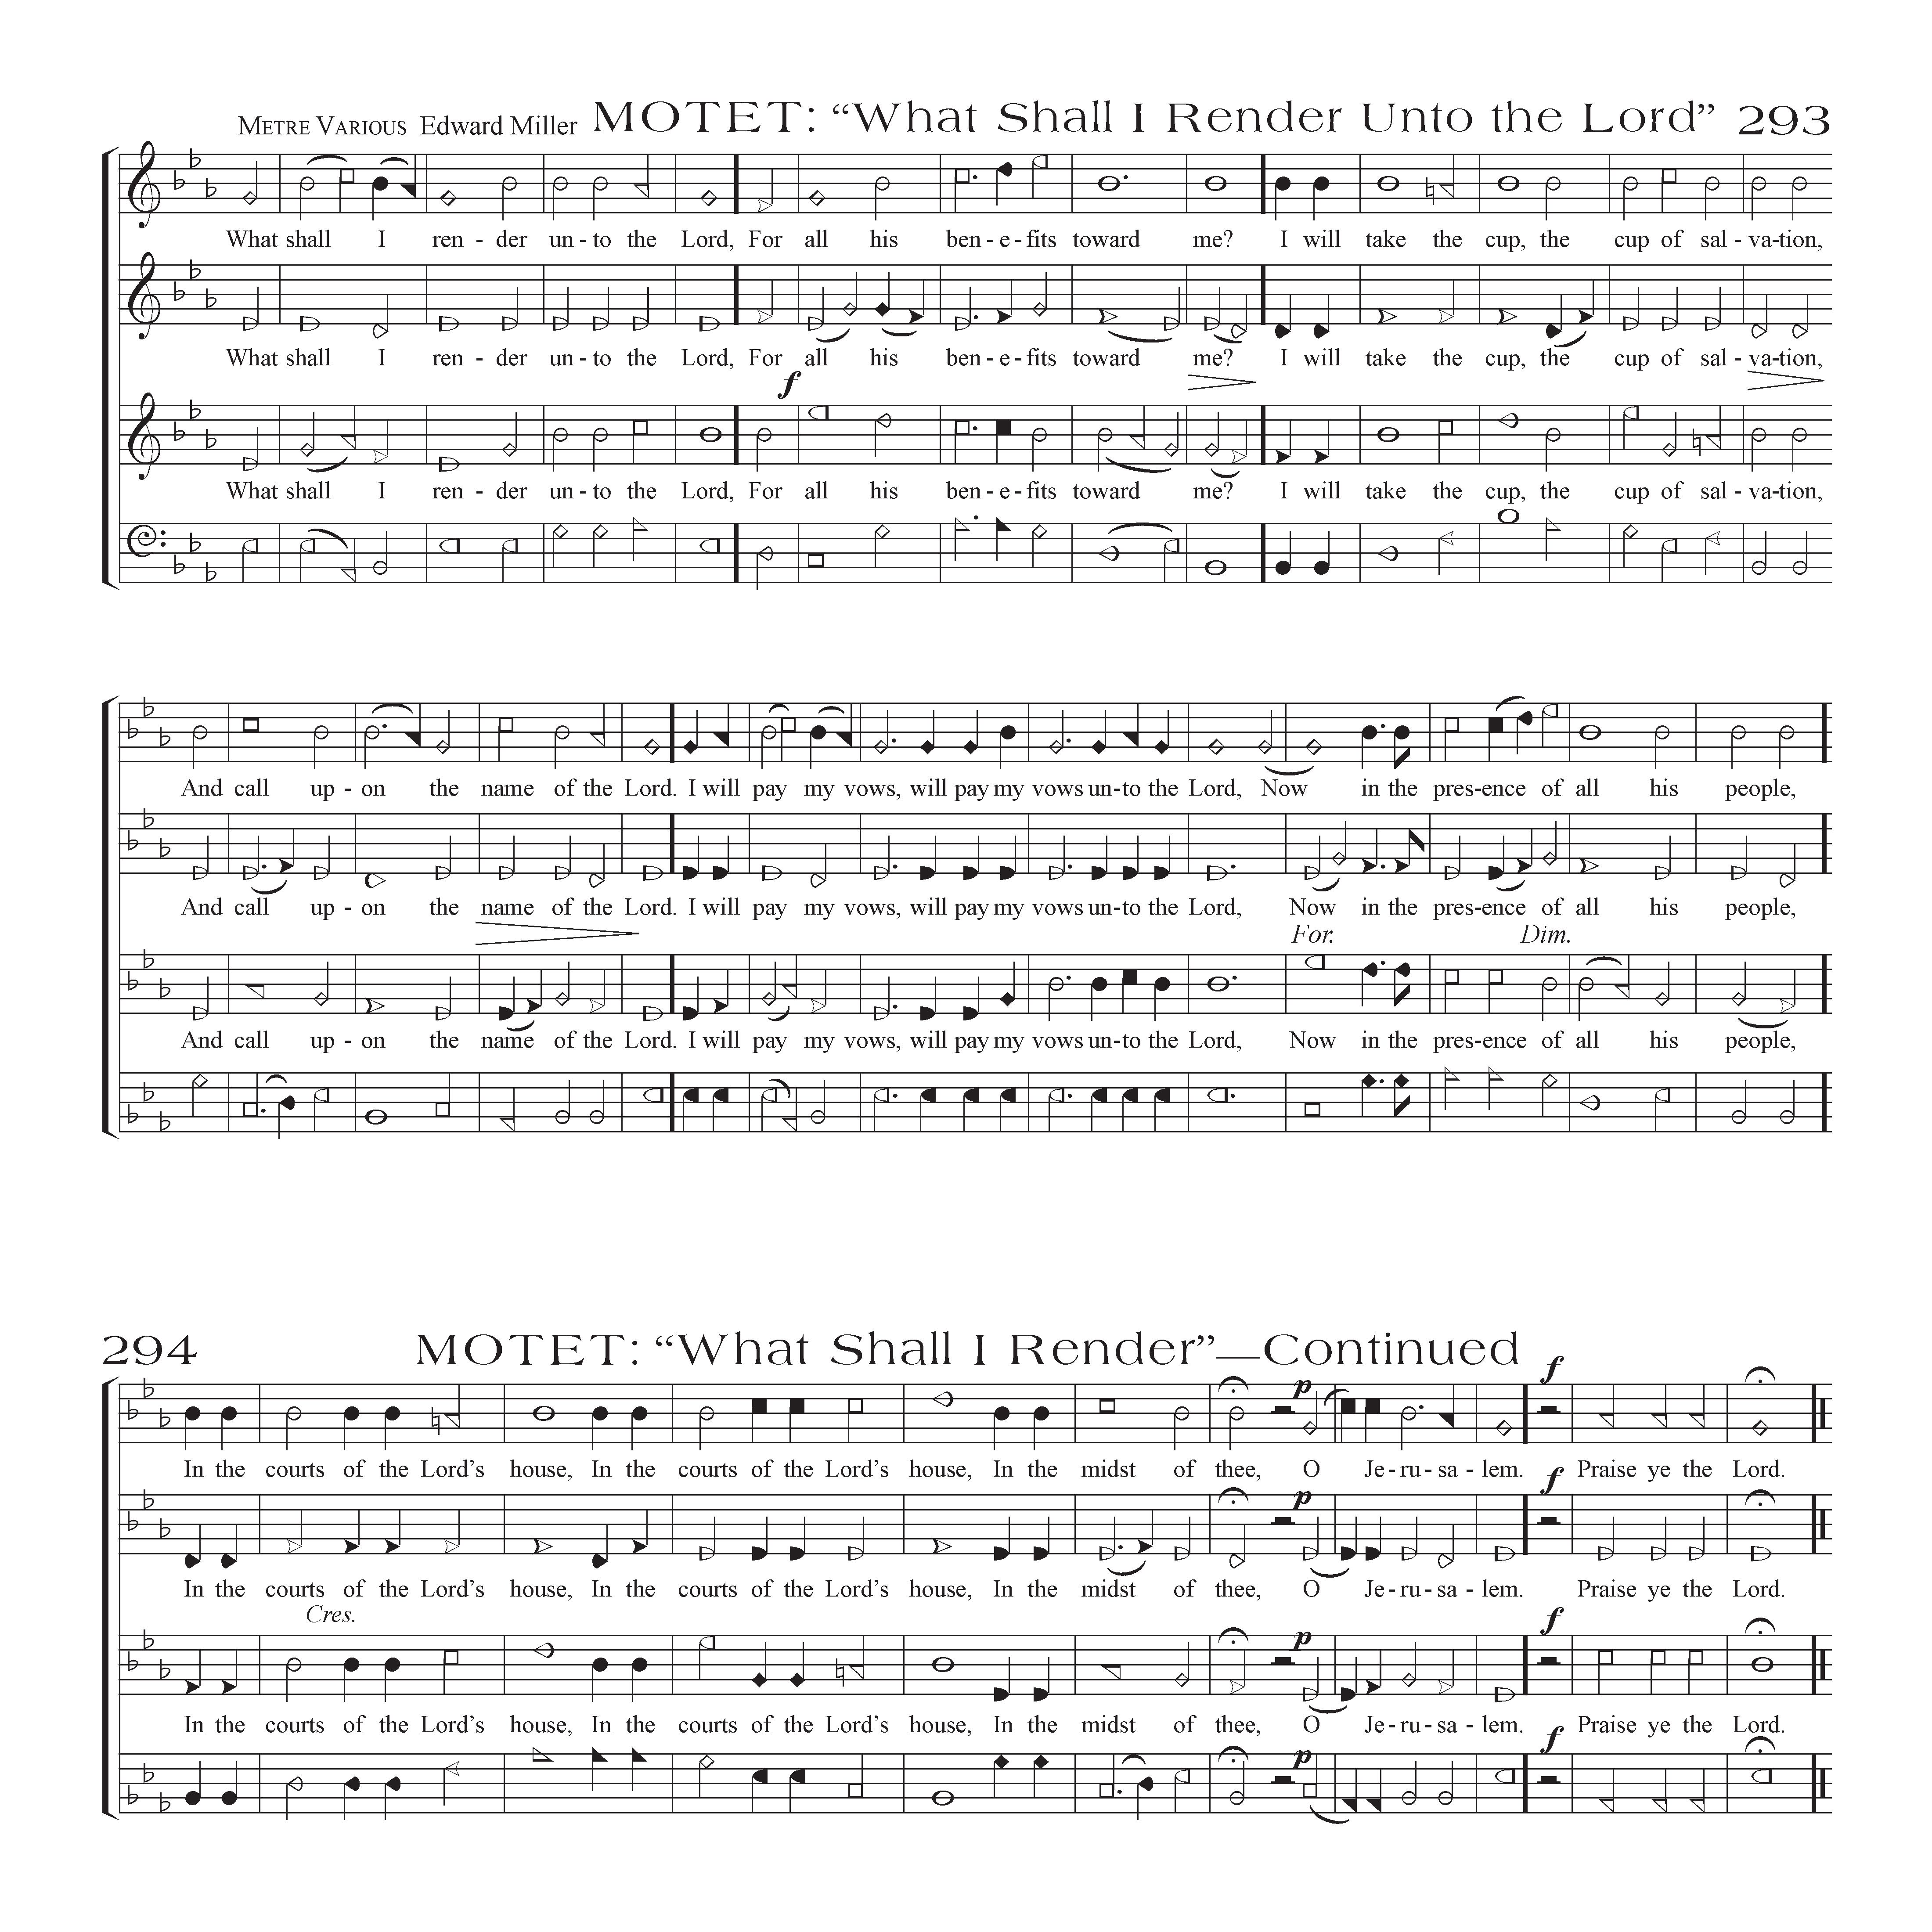 METRE VARIOUS Edward Miller MOTET: “What Shall I Render Unto the Lord” 293
What shall I ren - der un - to the Lord, For all his ben - e - fits toward me? I will take the cup, the cup of sal - va-tion,
What shall I ren - der un - to the Lord, For all his ben - e - fits toward me? I will take the cup, the cup of sal - va-tion,
f
What shall I ren - der un - to the Lord, For all his ben - e - fits toward me? I will take the cup, the cup of sal - va-tion,
And call up - on the name of the Lord. I will pay my vows, will pay my vows un-to the Lord, Now in the pres-ence of all his people,
And call up - on the name of the Lord. I will pay my vows, will pay my vows un-to the Lord, Now in the pres-ence of all his people,
For. Dim.
And call up - on the name of the Lord. I will pay my vows, will pay my vows un-to the Lord, Now in the pres-ence of all his people,
294 MOTET: “What Shall I Render”—Continued
p f
In the courts of the Lord’s house, In the courts of the Lord’s house, In the midst of thee, O Je - ru - sa - lem. Praise ye the Lord.
p f
In the courts of the Lord’s house, In the courts of the Lord’s house, In the midst of thee, O Je - ru - sa - lem. Praise ye the Lord.
Cres. p f
In the courts of the Lord’s house, In the courts of the Lord’s house, In the midst of thee, O Je - ru - sa - lem. Praise ye the Lord.
p f